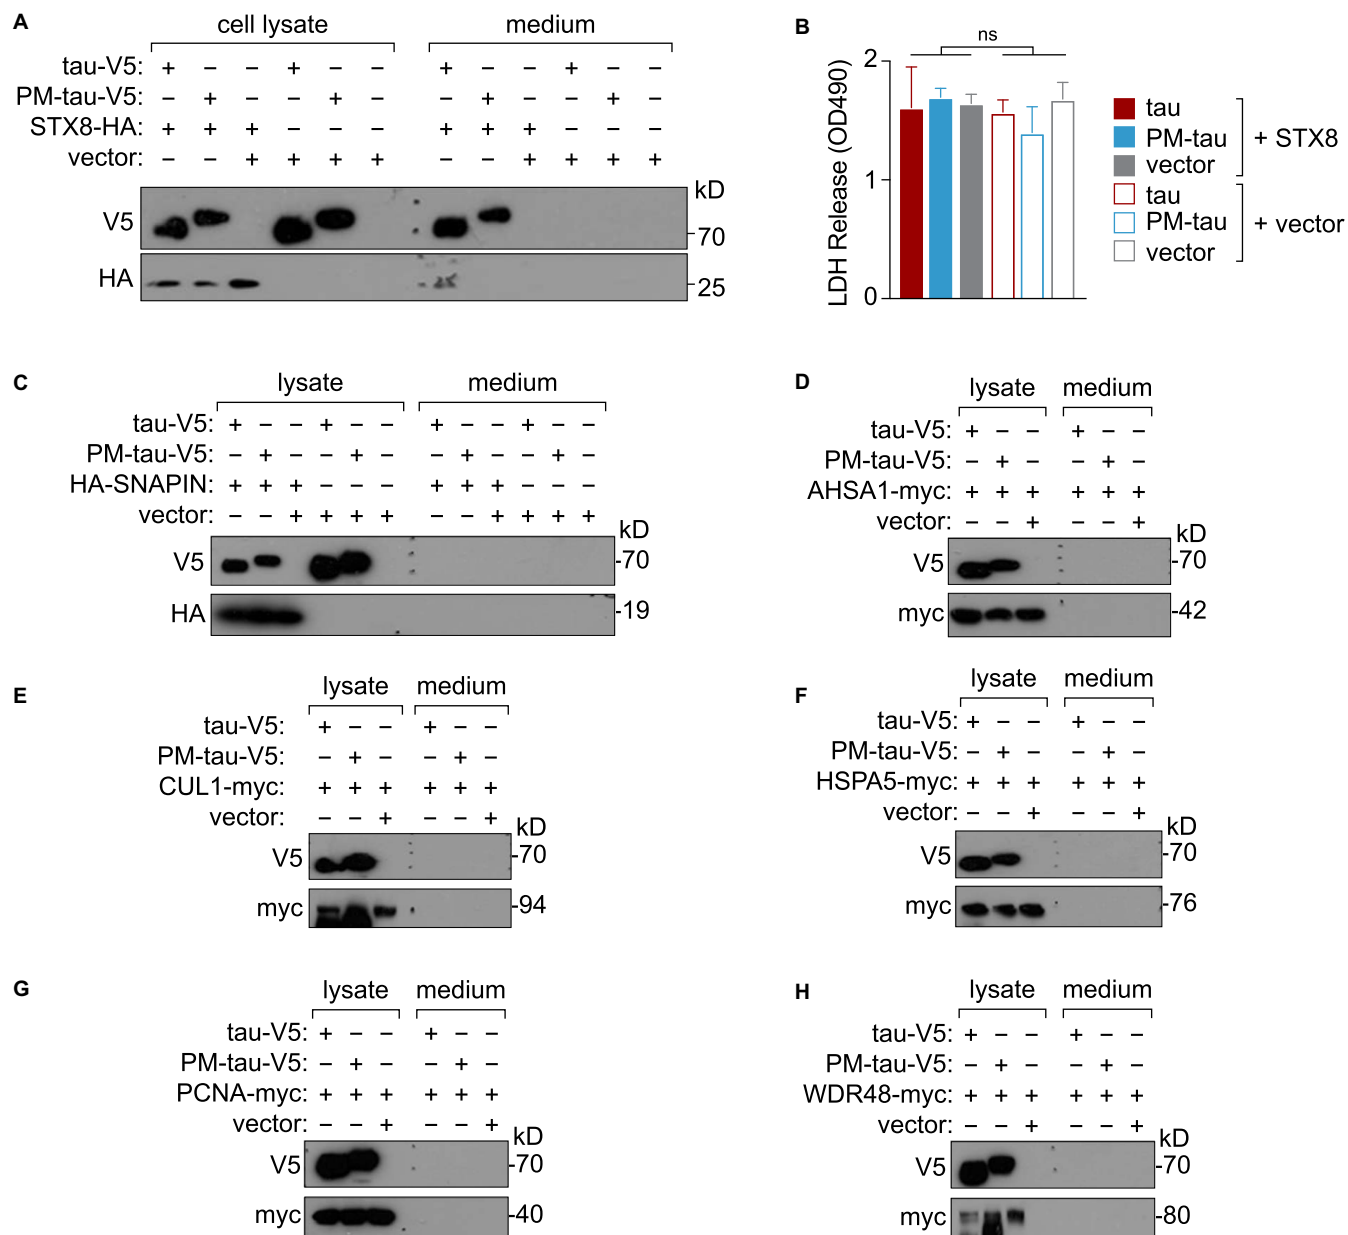 A
cell lysate medium
tau-V5: + – – + – – + – – + – –
PM-tau-V5: – + – – + – – + – – + –
STX8-HA: + + + – – – + + + – – –
vector: – – + + + + – – + + + +
kD
V5
70
HA
25
B
ns
LDH Release (OD490)
2
1
0
tau
PM-tau
vector
+ STX8
tau
PM-tau
vector
+ vector
C
lysate medium
tau-V5: + – – + – – + – – + – –
PM-tau-V5: – + – – + – – + – – + –
HA-SNAPIN: + + + – – – + + + – – –
vector: – – + + + + – – + + + +
kD
V5 -70
HA -19
D
lysate medium
tau-V5: + – – + – –
PM-tau-V5: – + – – + –
AHSA1-myc: + + + + + +
vector: – – + – – +
kD
V5 -70
myc -42
E
lysate medium
tau-V5: + – – + – –
PM-tau-V5: – + – – + –
CUL1-myc: + + + + + +
vector: – – + – – +
kD
V5 -70
myc -94
F
lysate medium
tau-V5: + – – + – –
PM-tau-V5: – + – – + –
HSPA5-myc: + + + + + +
vector: – – + – – +
kD
V5 -70
myc -76
G
lysate medium
tau-V5: + – – + – –
PM-tau-V5: – + – – + –
PCNA-myc: + + + + + +
vector: – – + – – +
kD
V5 -70
myc -40
H
lysate medium
tau-V5: + – – + – –
PM-tau-V5: – + – – + –
WDR48-myc: + + + + + +
vector: – – + – – +
kD
V5 -70
myc -80